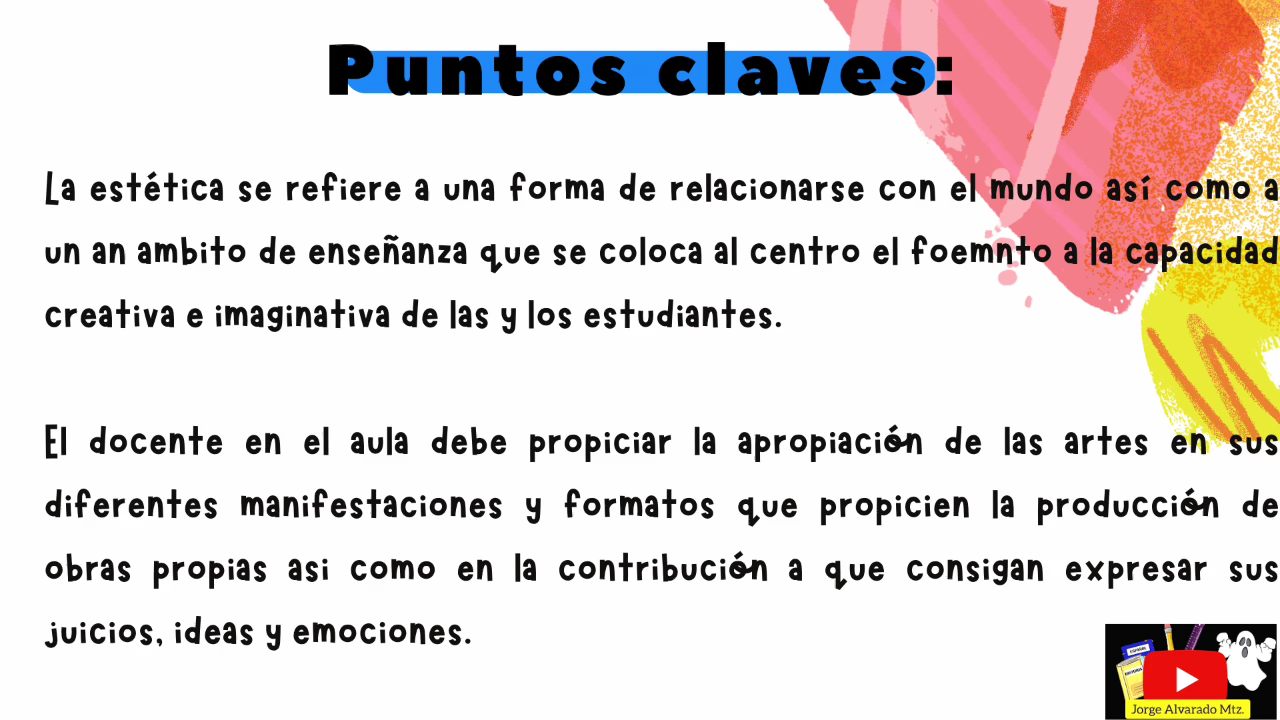 Puntos claves:
La estética se refiere a una forma de relacionarse con el mundo así como a
un an ambito de enseñanza que se coloca al centro el foemnto a la capacidad
creativa e imaginativa de las y los estudiantes.
El docente en el aula debe propiciar la apropiación de las artes en sus
diferentes manifestaciones y formatos que propicien la producción de
obras propias asi como en la contribución a que consigan expresar sus
juicios, ideas y emociones.
Jorge Alvarado Mtz.